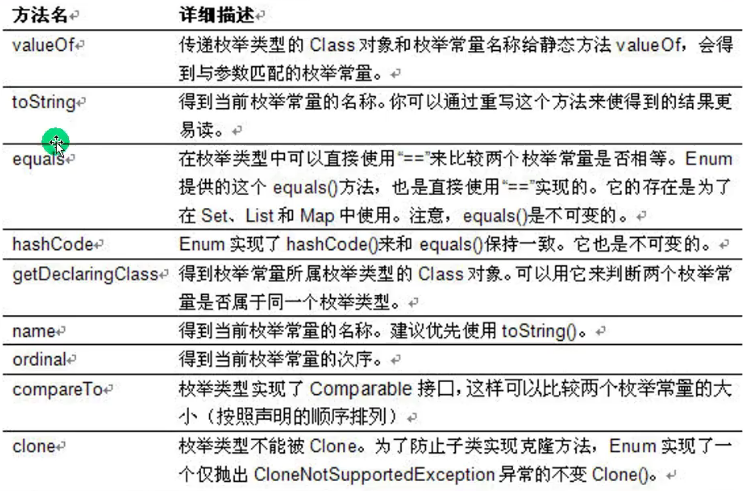 方法名 详细描述
valueOf 传递枚举类型的 Class 对象和枚举常量名称给静态方法 valueOf，会得
到与参数匹配的枚举常量。
toString 得到当前枚举常量的名称。你可以通过重写这个方法来使得到的结果更
易读。
equals 在枚举类型中可以直接使用“==”来比较两个枚举常量是否相等。Enum
提供的这个 equals()方法，也是直接使用“==”实现的。它的存在是为了
在 Set、List 和 Map 中使用。注意，equals()是不可变的。
hashCode Enum 实现了 hashCode()来和 equals()保持一致。它也是不可变的。
getDeclaringClass 得到枚举常量所属枚举类型的 Class 对象。可以用它来判断两个枚举常
量是否属于同一个枚举类型。
name 得到当前枚举常量的名称。建议优先使用 toString()。
ordinal 得到当前枚举常量的次序。
compareTo 枚举类型实现了 Comparable 接口，这样可以比较两个枚举常量的大
小（按照声明的顺序排列）
clone 枚举类型不能被 Clone。为了防止子类实现克隆方法，Enum 实现了一
个仅抛出 CloneNotSupportedException 异常的不变 Clone()。